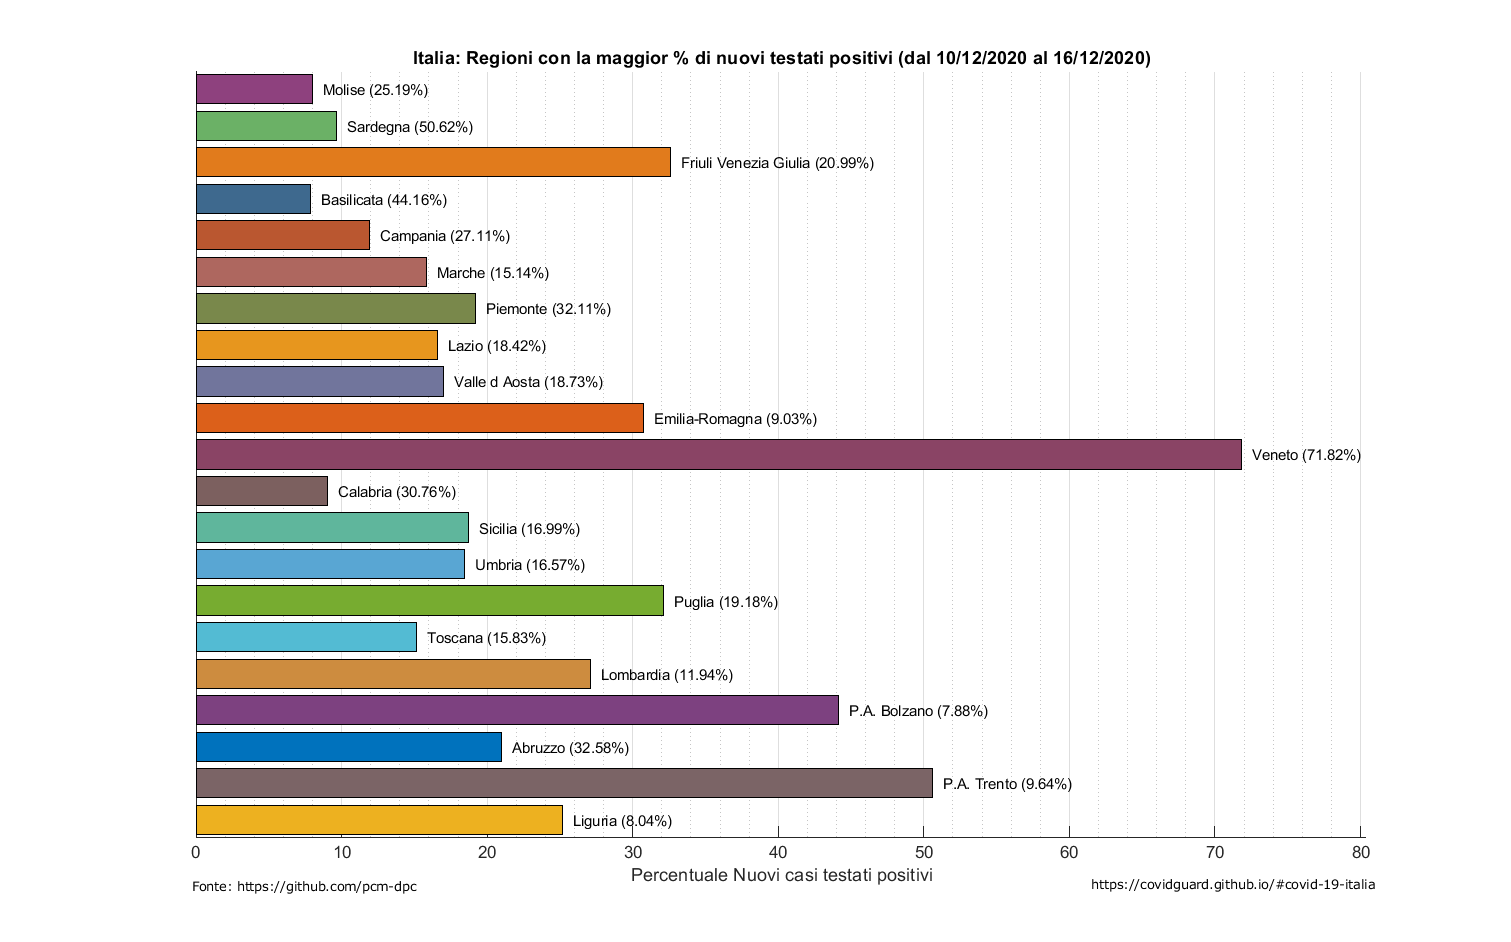 Italia: Regioni con la maggior % di nuovi testati positivi (dal 10/12/2020 al 16/12/2020)
Molise (25.19%)
Sardegna (50.62%)
Friuli Venezia Giulia (20.99%)
Basilicata (44.16%)
Campania (27.11%)
Marche (15.14%)
Piemonte (32.11%)
Lazio (18.42%)
Valle d Aosta (18.73%)
Emilia-Romagna (9.03%)
Veneto (71.82%)
Calabria (30.76%)
Sicilia (16.99%)
Umbria (16.57%)
Puglia (19.18%)
Toscana (15.83%)
Lombardia (11.94%)
P.A. Bolzano (7.88%)
Abruzzo (32.58%)
P.A. Trento (9.64%)
Liguria (8.04%)
0 10 20 30 40 50 60 70 80
Percentuale Nuovi casi testati positivi
Fonte: https://github.com/pcm-dpc
https://covidguard.github.io/#covid-19-italia